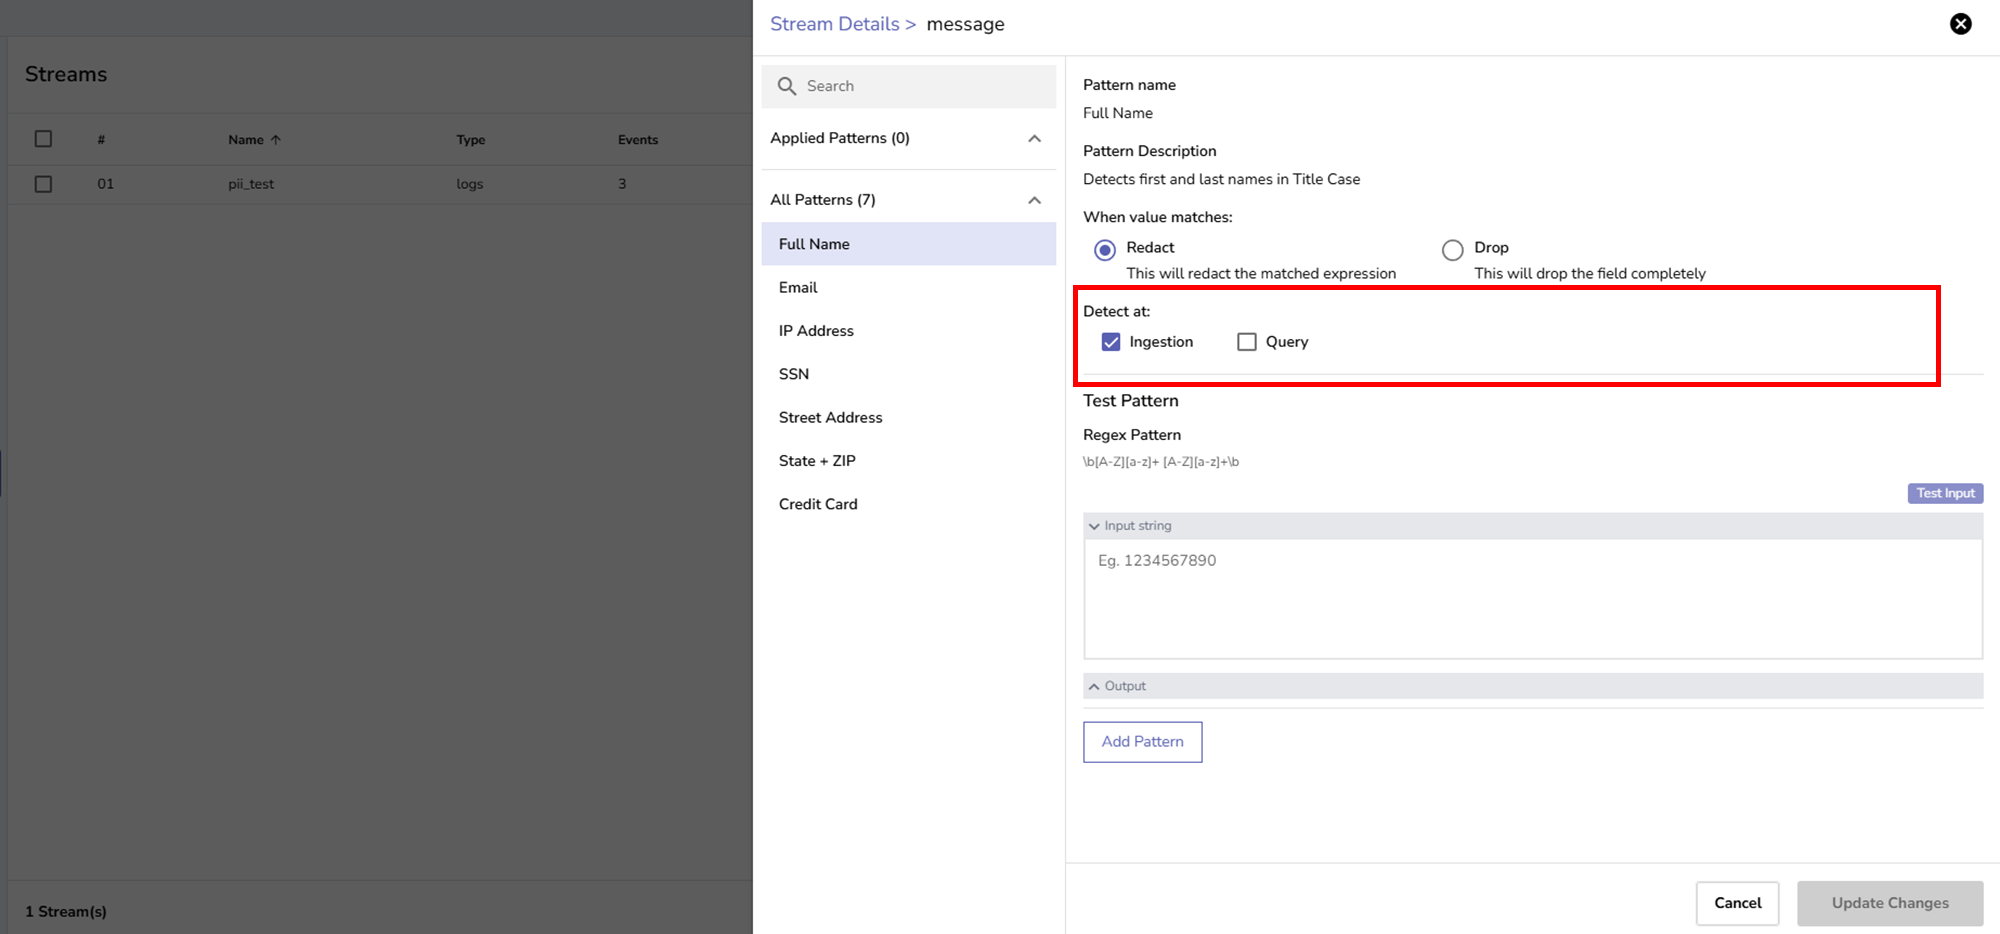 Streams
# Name Type Events
01 pii_test logs 3
1 Stream(s)
Stream Details > message
Search
Applied Patterns (0)
All Patterns (7)
Full Name
Email
IP Address
SSN
Street Address
State + ZIP
Credit Card
Pattern name
Full Name
Pattern Description
Detects first and last names in Title Case
When value matches:
Redact
This will redact the matched expression
Drop
This will drop the field completely
Detect at:
Ingestion Query
Test Pattern
Regex Pattern
\b[A-Z][a-z]+ [A-Z][a-z]+\b
Test Input
Input string
Eg. 1234567890
Output
Add Pattern
Cancel Update Changes